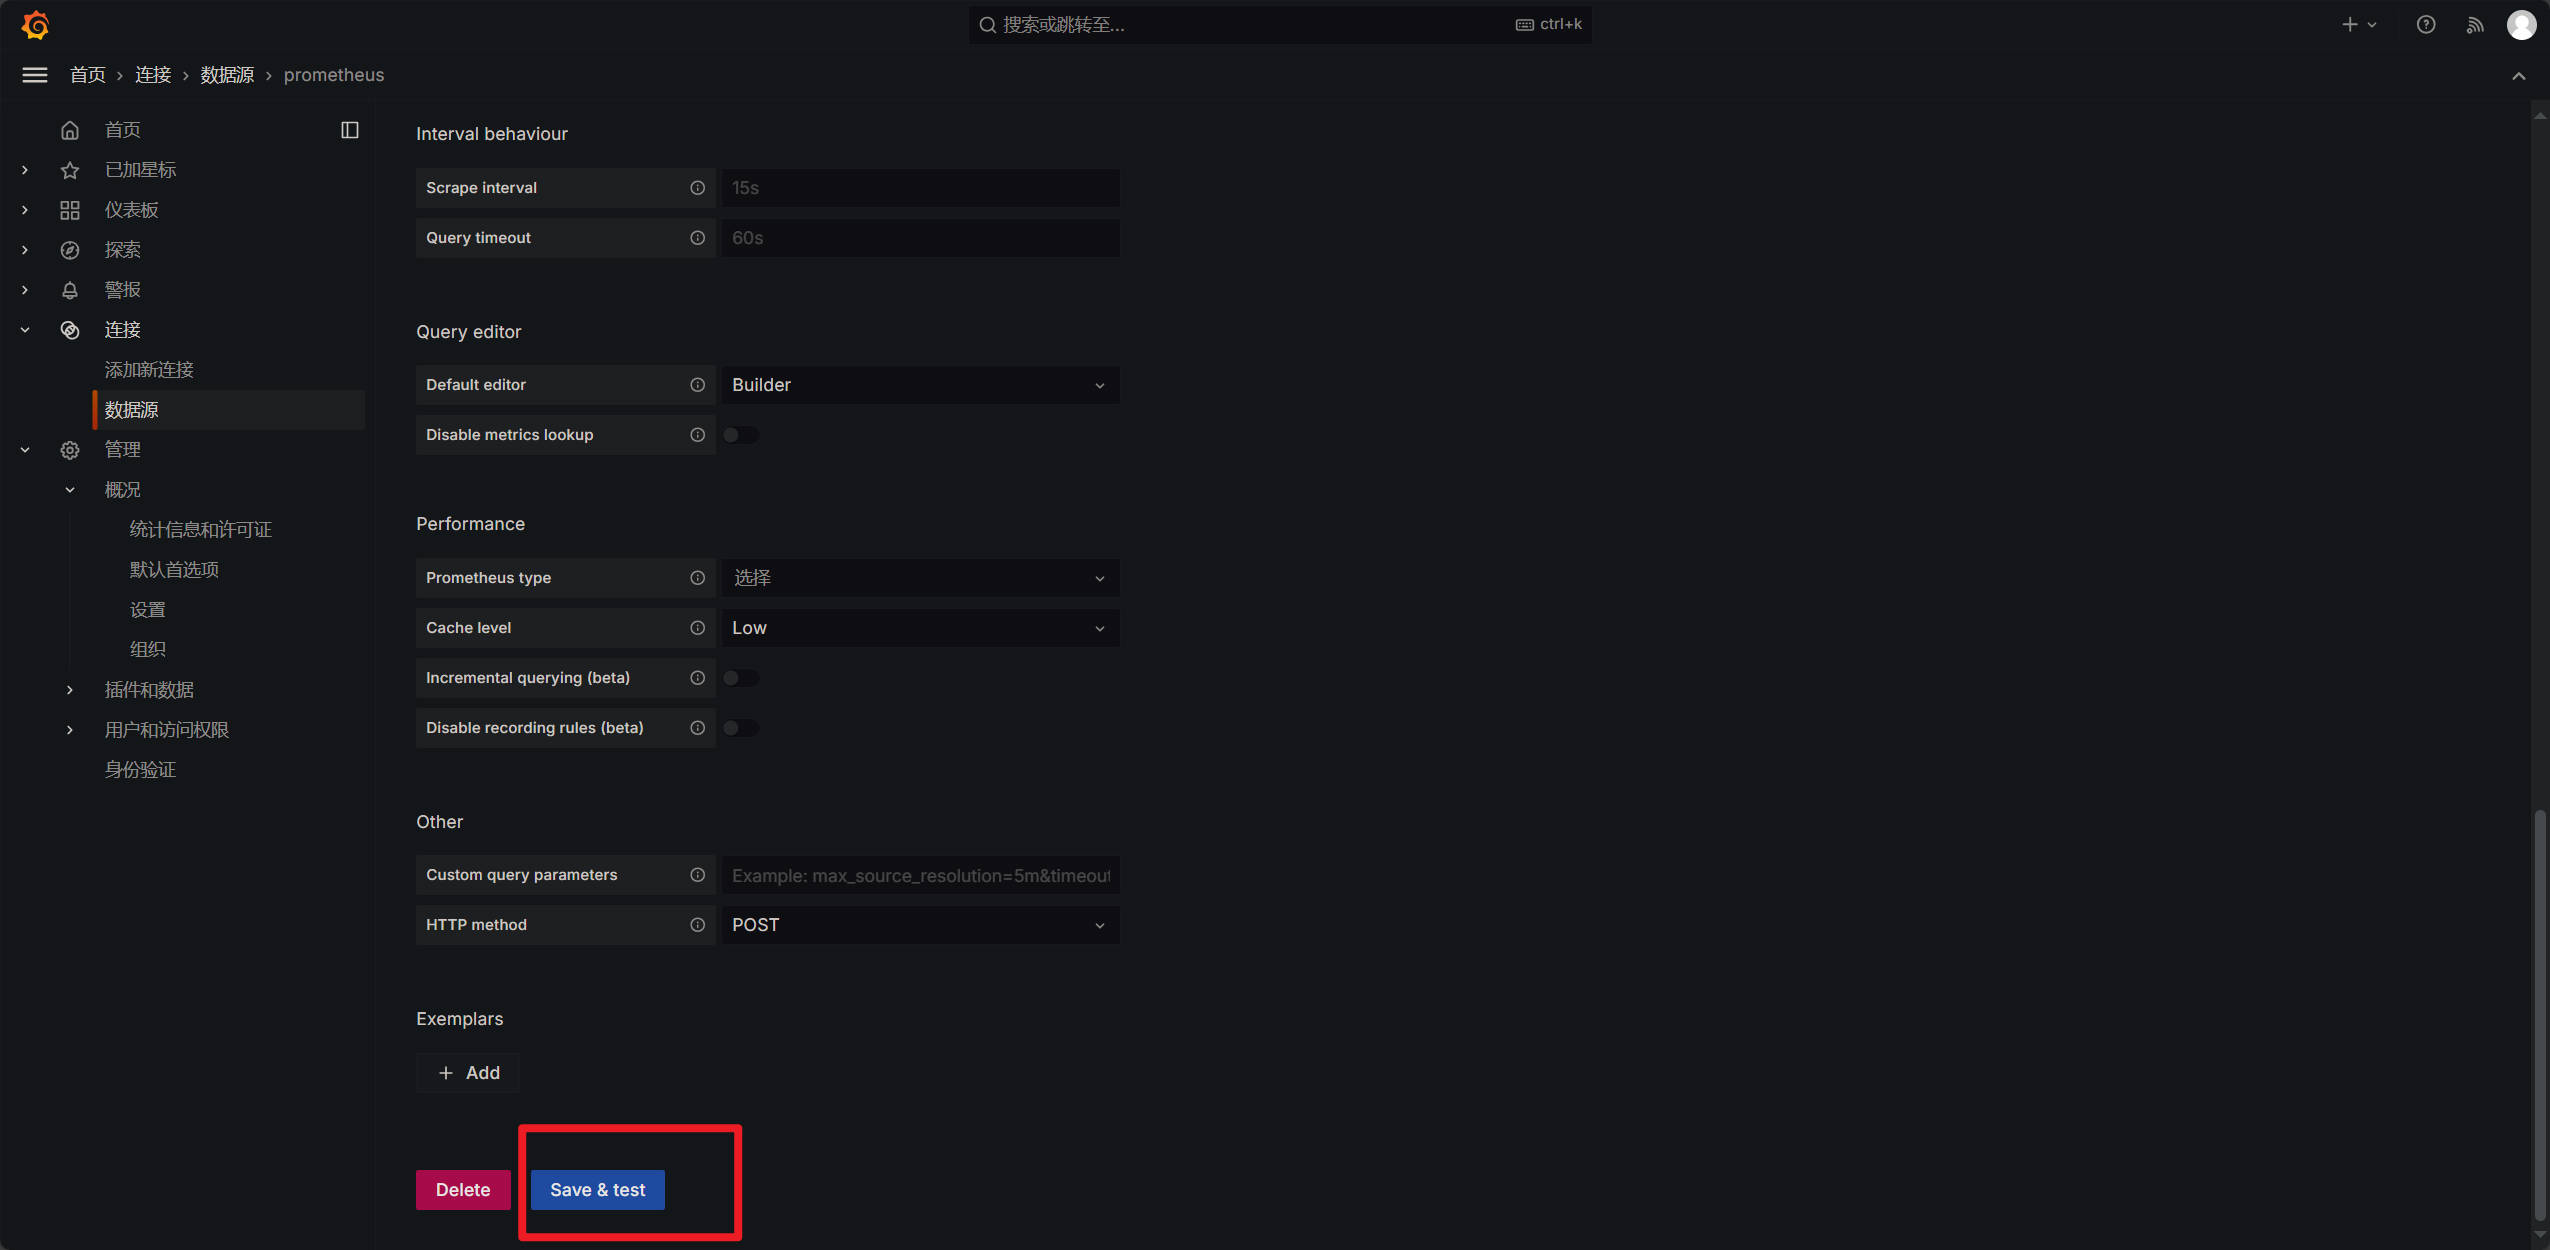 搜索或跳转至...
ctrl+k
首页 › 连接 › 数据源 › prometheus
首页
已加星标
仪表板
探索
警报
连接
添加新连接
数据源
管理
概况
统计信息和许可证
默认首选项
设置
组织
插件和数据
用户和访问权限
身份验证
Interval behaviour
Scrape interval 15s
Query timeout 60s
Query editor
Default editor Builder
Disable metrics lookup
Performance
Prometheus type 选择
Cache level Low
Incremental querying (beta)
Disable recording rules (beta)
Other
Custom query parameters Example: max_source_resolution=5m&timeout
HTTP method POST
Exemplars
Add
Delete Save & test